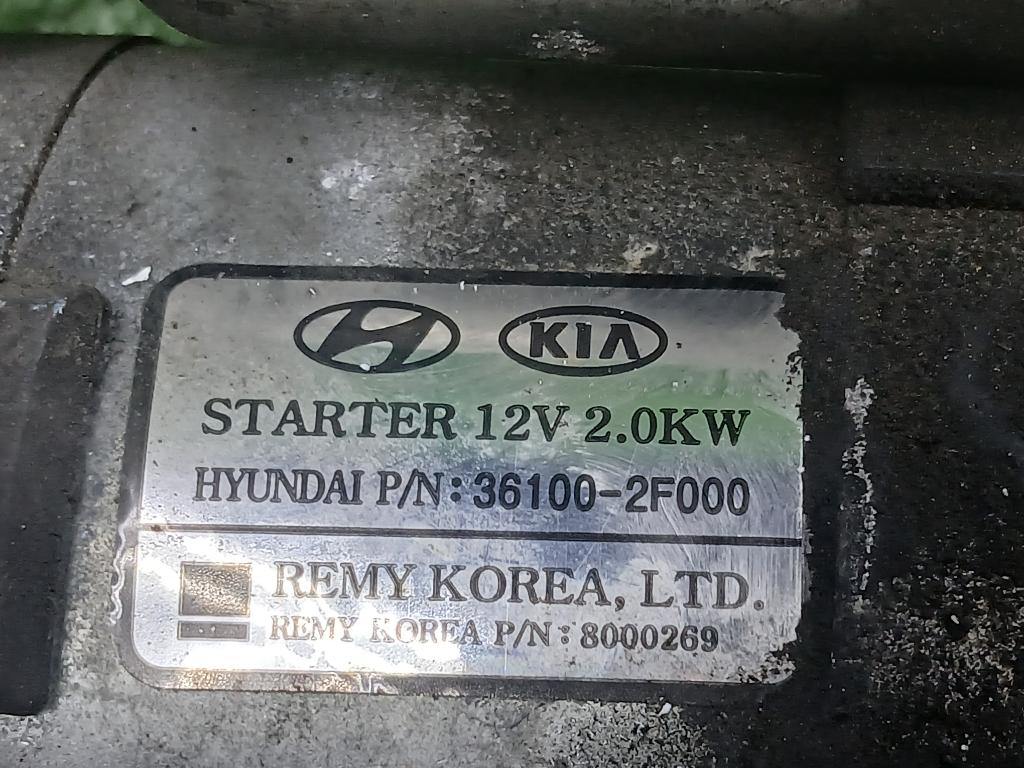 KIA
STARTER 12V 2.0KW
HYUNDAI P/N: 36100-2F000
REMY KOREA, LTD.
REMY KOREA P/N: 8000269